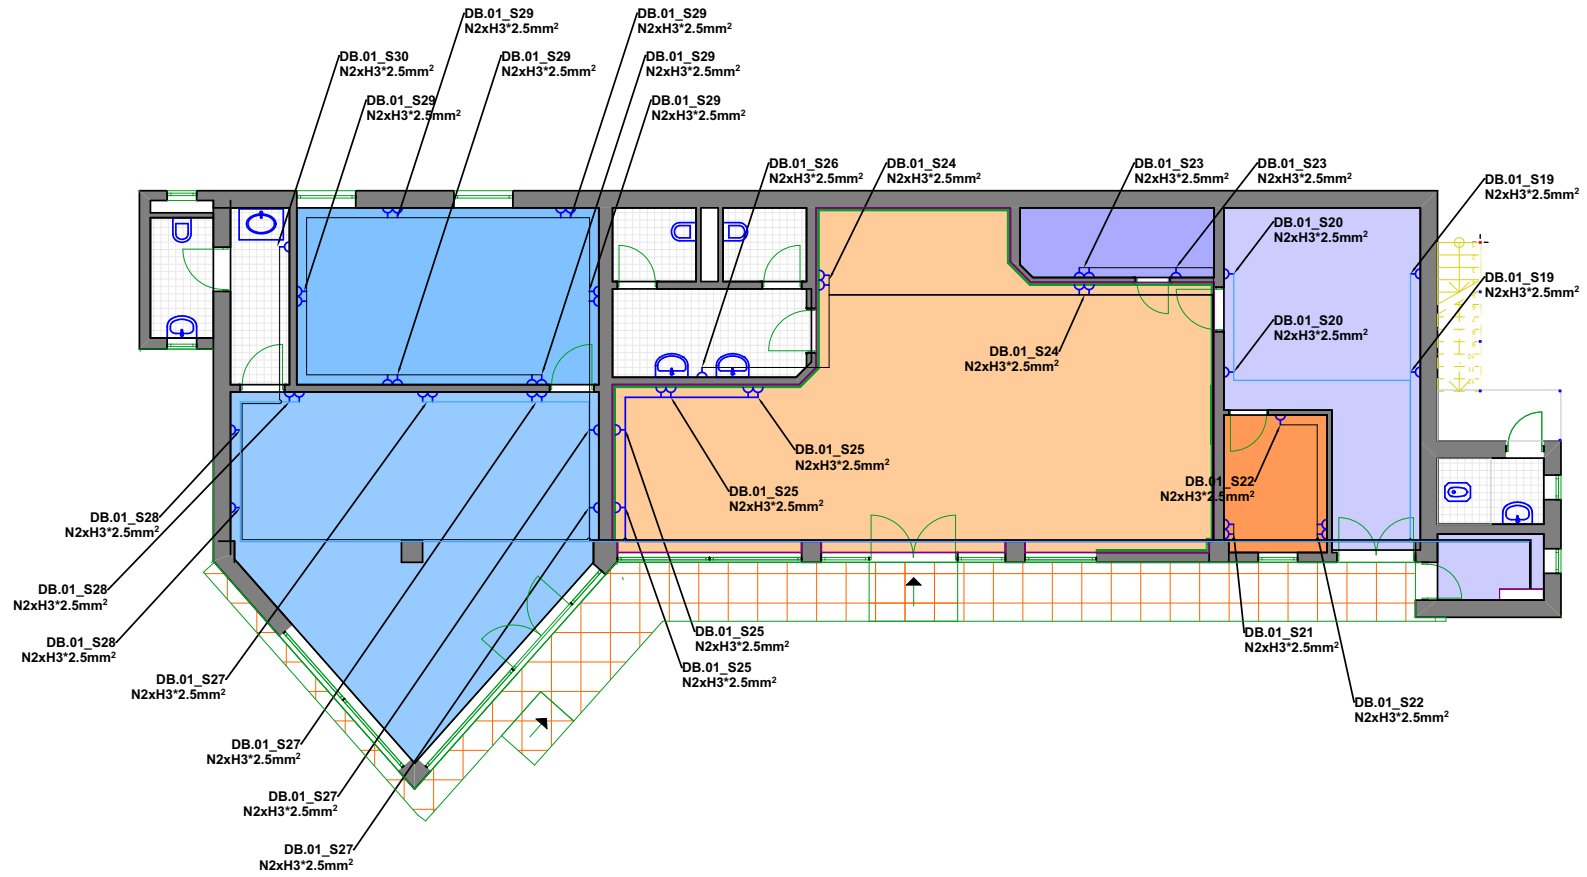 DB.01_S29
N2xH3*2.5mm²
DB.01_S29
N2xH3*2.5mm²
DB.01_S30
N2xH3*2.5mm²
DB.01_S29
N2xH3*2.5mm²
DB.01_S29
N2xH3*2.5mm²
DB.01_S29
N2xH3*2.5mm²
DB.01_S29
N2xH3*2.5mm²
DB.01_S26
N2xH3*2.5mm²
DB.01_S24
N2xH3*2.5mm²
DB.01_S23
N2xH3*2.5mm²
DB.01_S23
N2xH3*2.5mm²
DB.01_S19
N2xH3*2.5mm²
DB.01_S20
N2xH3*2.5mm²
DB.01_S19
N2xH3*2.5mm²
DB.01_S20
N2xH3*2.5mm²
DB.01_S24
N2xH3*2.5mm²
DB.01_S25
N2xH3*2.5mm²
DB.01_S22
N2xH3*2.5mm²
DB.01_S25
N2xH3*2.5mm²
DB.01_S28
N2xH3*2.5mm²
DB.01_S28
N2xH3*2.5mm²
DB.01_S25
N2xH3*2.5mm²
DB.01_S21
N2xH3*2.5mm²
DB.01_S28
N2xH3*2.5mm²
DB.01_S25
N2xH3*2.5mm²
DB.01_S27
N2xH3*2.5mm²
DB.01_S22
N2xH3*2.5mm²
DB.01_S27
N2xH3*2.5mm²
DB.01_S27
N2xH3*2.5mm²
DB.01_S27
N2xH3*2.5mm²